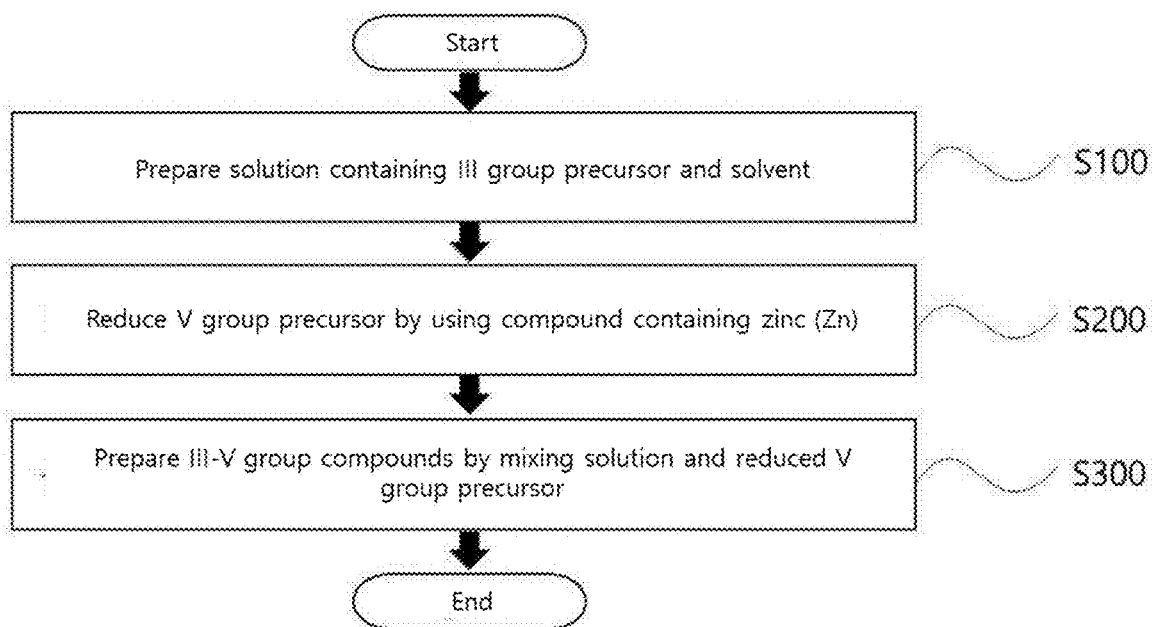 Start
Prepare solution containing III group precursor and solvent
S100
Reduce V group precursor by using compound containing zinc (Zn)
S200
Prepare III-V group compounds by mixing solution and reduced V
group precursor
S300
End